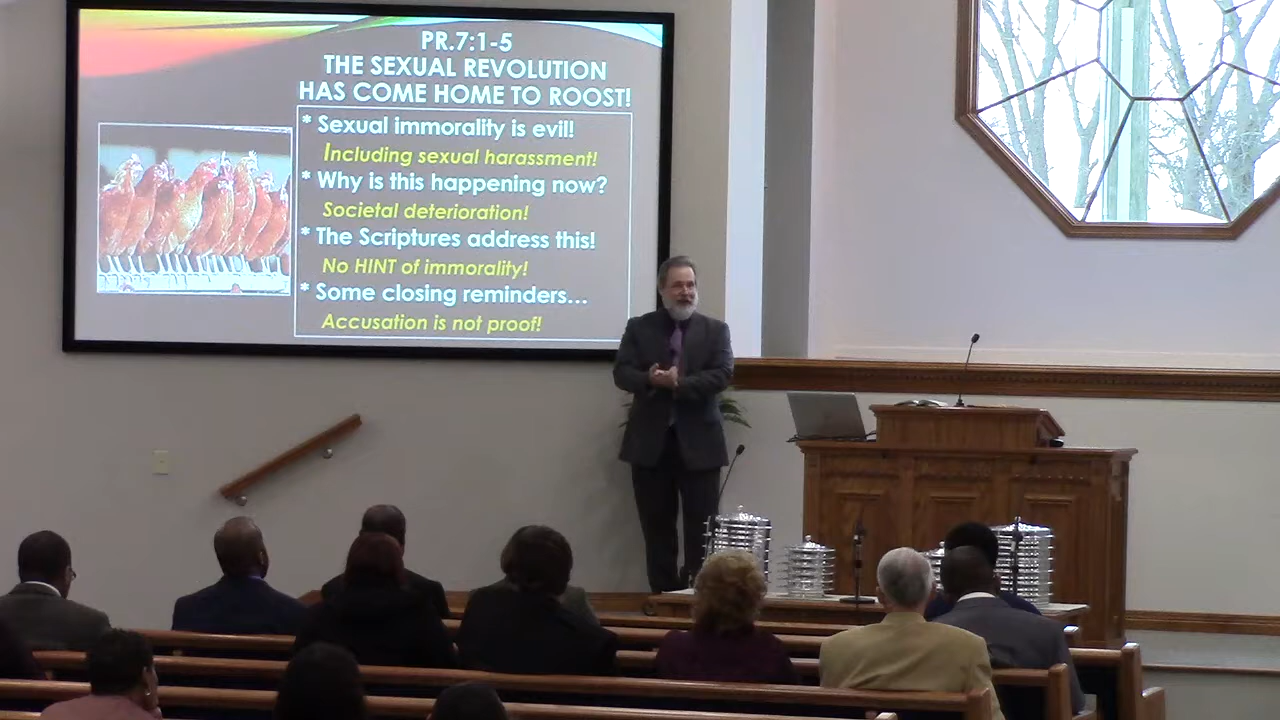 PR.7:1-5
THE SEXUAL REVOLUTION
HAS COME HOME TO ROOST!
* Sexual immorality is evil!
Including sexual harassment!
* Why is this happening now?
Societal deterioration!
* The Scriptures address this!
No HINT of immorality!
* Some closing reminders...
Accusation is not proof!